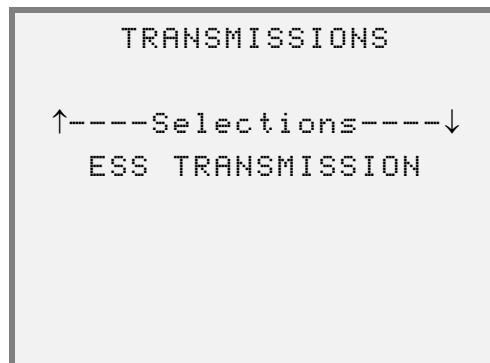 TRANSMISSIONS
↑----Selections----↓
ESS TRANSMISSION